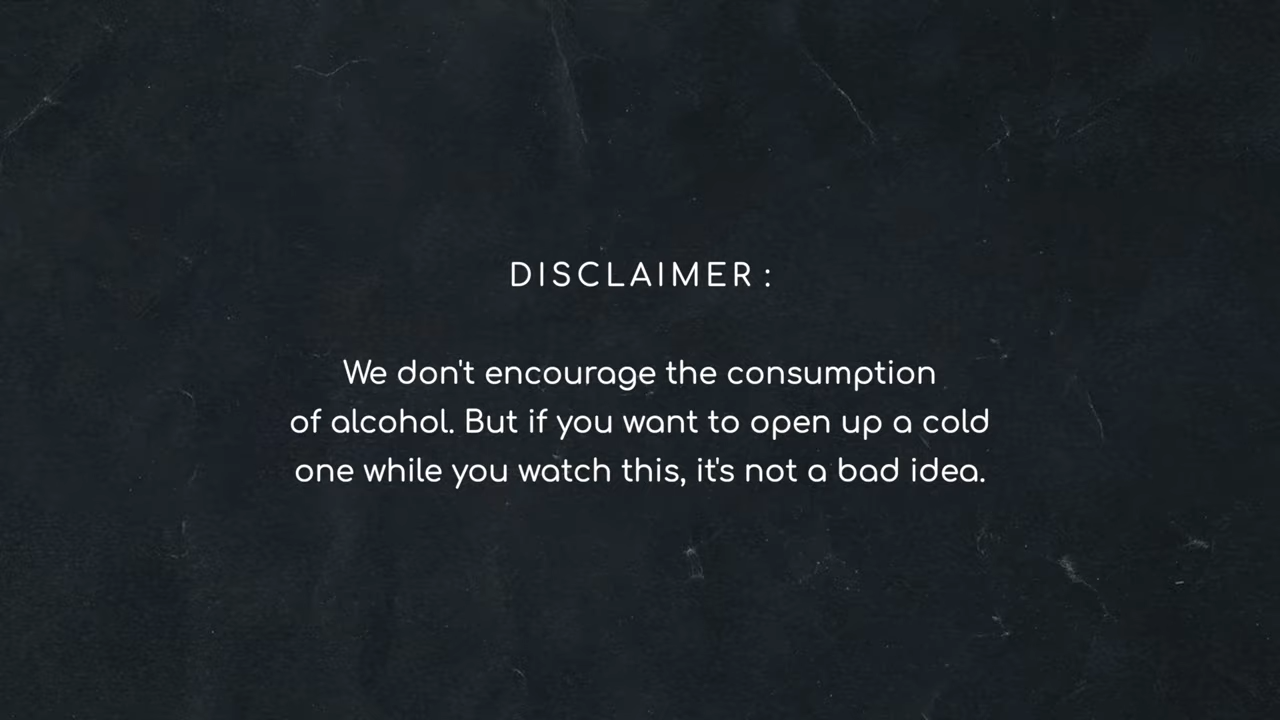 DISCLAIMER :
We don't encourage the consumption
of alcohol. But if you want to open up a cold
one while you watch this, it's not a bad idea.